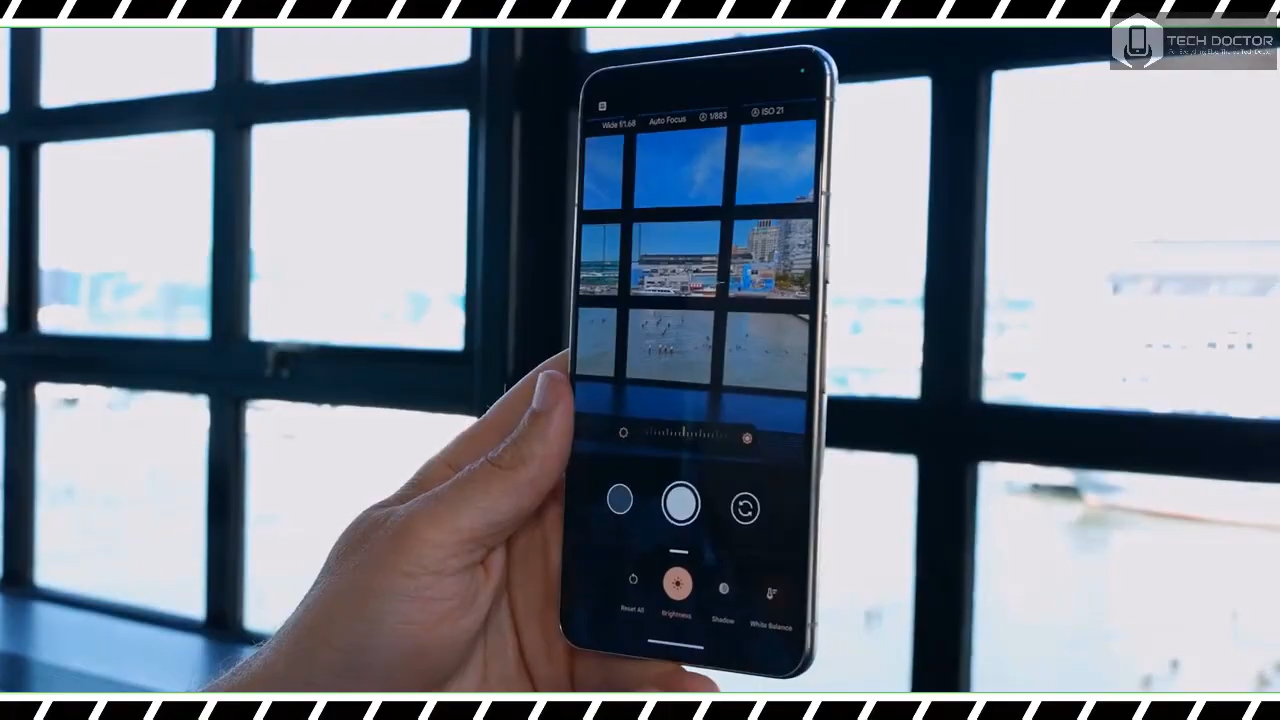 TECH DOCTOR
Wide f/1.68 Auto Focus 1/883 ISO 21
Reset All Brightness Shadow White Balance